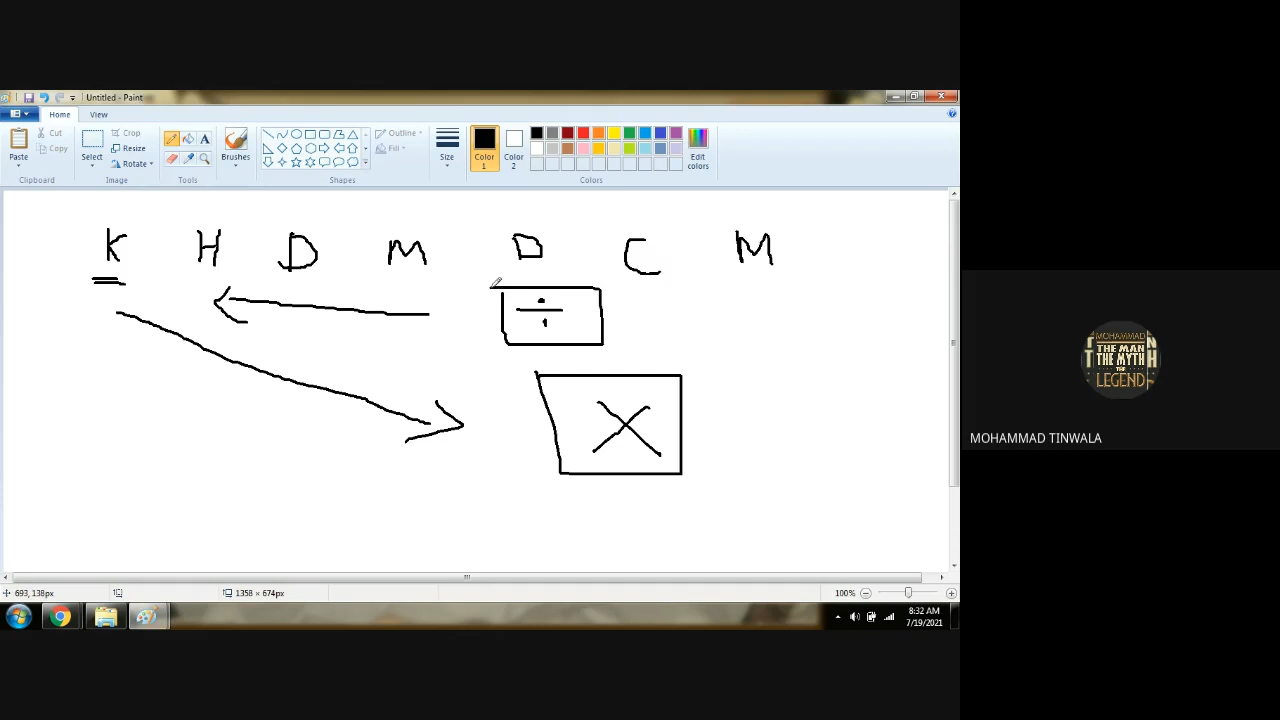 Untitled - Paint
Home View
Paste
Cut
Copy
Clipboard
Select
Crop
Resize
Rotate
Image
A
Tools
Brushes
Outline
Fill
Shapes
Size
Color 1
Color 2
Edit colors
Colors
K H D M D C M
÷
X
MOHAMMAD
THE MAN
THE MYTH
THE
LEGEND
MOHAMMAD TINWALA
693, 138px
1358 × 674px
100%
8:32 AM
7/19/2021